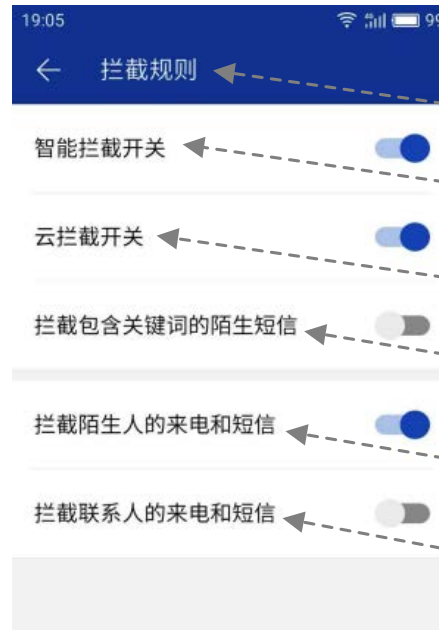 19:05
99
拦截规则
智能拦截开关
云拦截开关
拦截包含关键词的陌生短信
拦截陌生人的来电和短信
拦截联系人的来电和短信